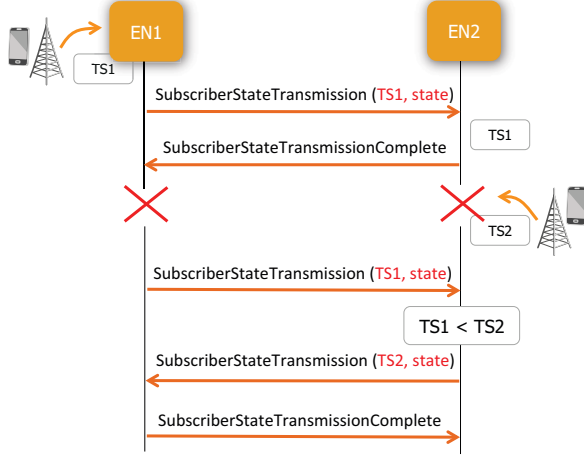 EN1
EN2
TS1
SubscriberStateTransmission (TS1, state)
TS1
SubscriberStateTransmissionComplete
TS2
SubscriberStateTransmission (TS1, state)
TS1 < TS2
SubscriberStateTransmission (TS2, state)
SubscriberStateTransmissionComplete